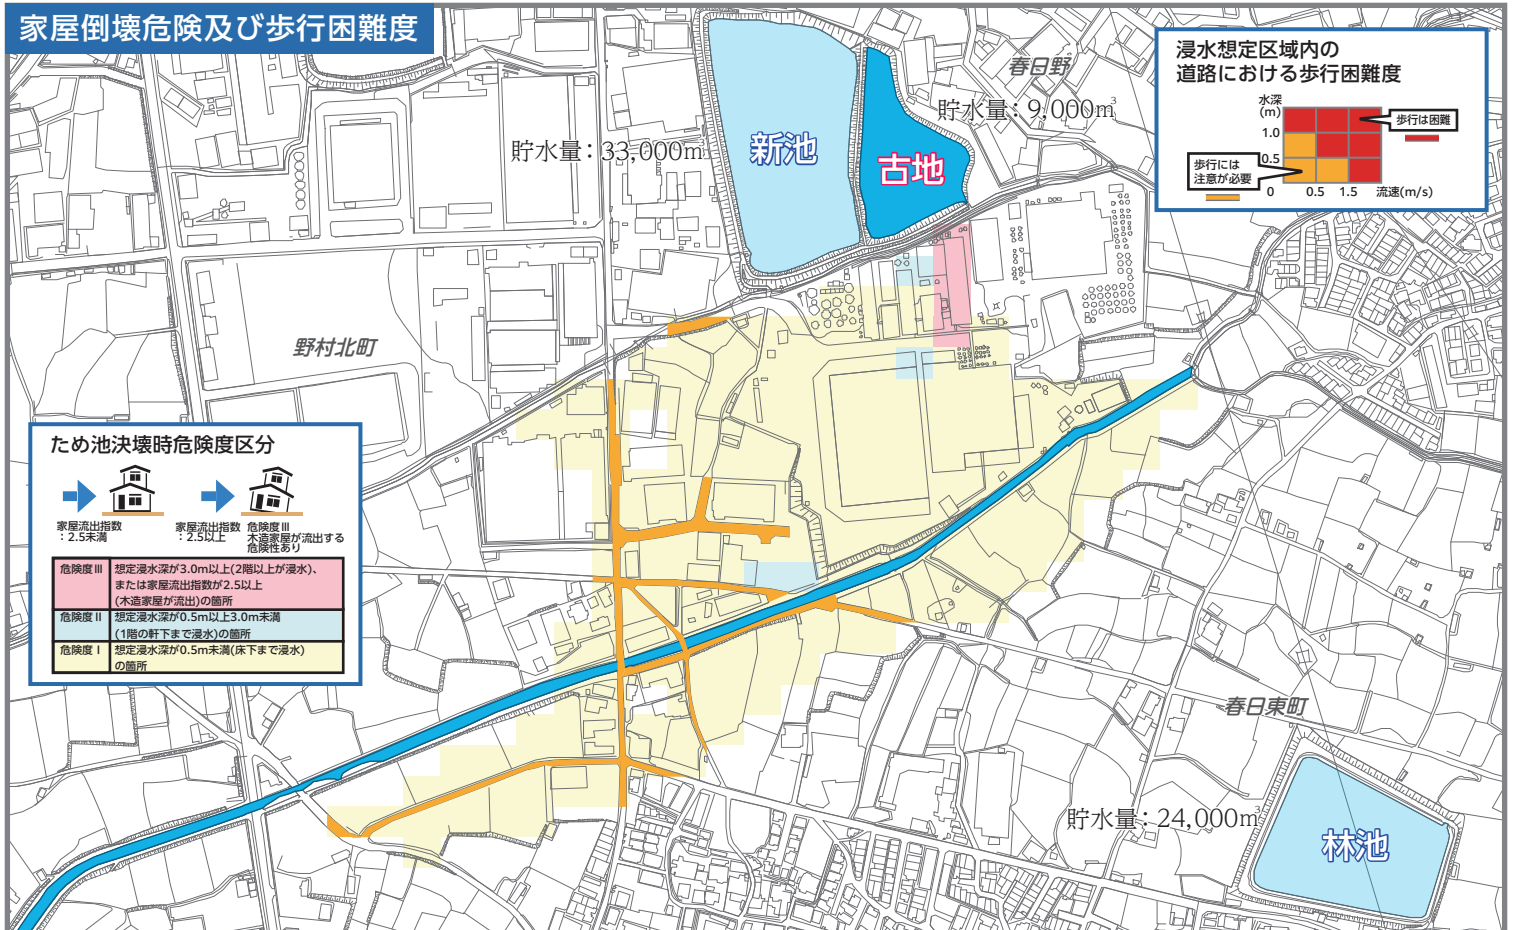 家屋倒壊危険及び歩行困難度
浸水想定区域内の
道路における歩行困難度
水深
(m)
1.0
0.5
0
0.5
1.5
流速(m/s)
歩行は困難
歩行には
注意が必要
春日野
貯水量：9,000m³
貯水量：33,000m³
新池
古地
野村北町
ため池決壊時危険度区分
家屋流出指数
：2.5未満
家屋流出指数
：2.5以上
危険度Ⅲ
木造家屋が流出する
危険性あり
危険度Ⅲ
想定浸水深が3.0m以上(2階以上が浸水)、
または家屋流出指数が2.5以上
(木造家屋が流出)の箇所
危険度Ⅱ
想定浸水深が0.5m以上3.0m未満
(1階の軒下まで浸水)の箇所
危険度Ⅰ
想定浸水深が0.5m未満(床下まで浸水)
の箇所
春日東町
貯水量：24,000m³
林池